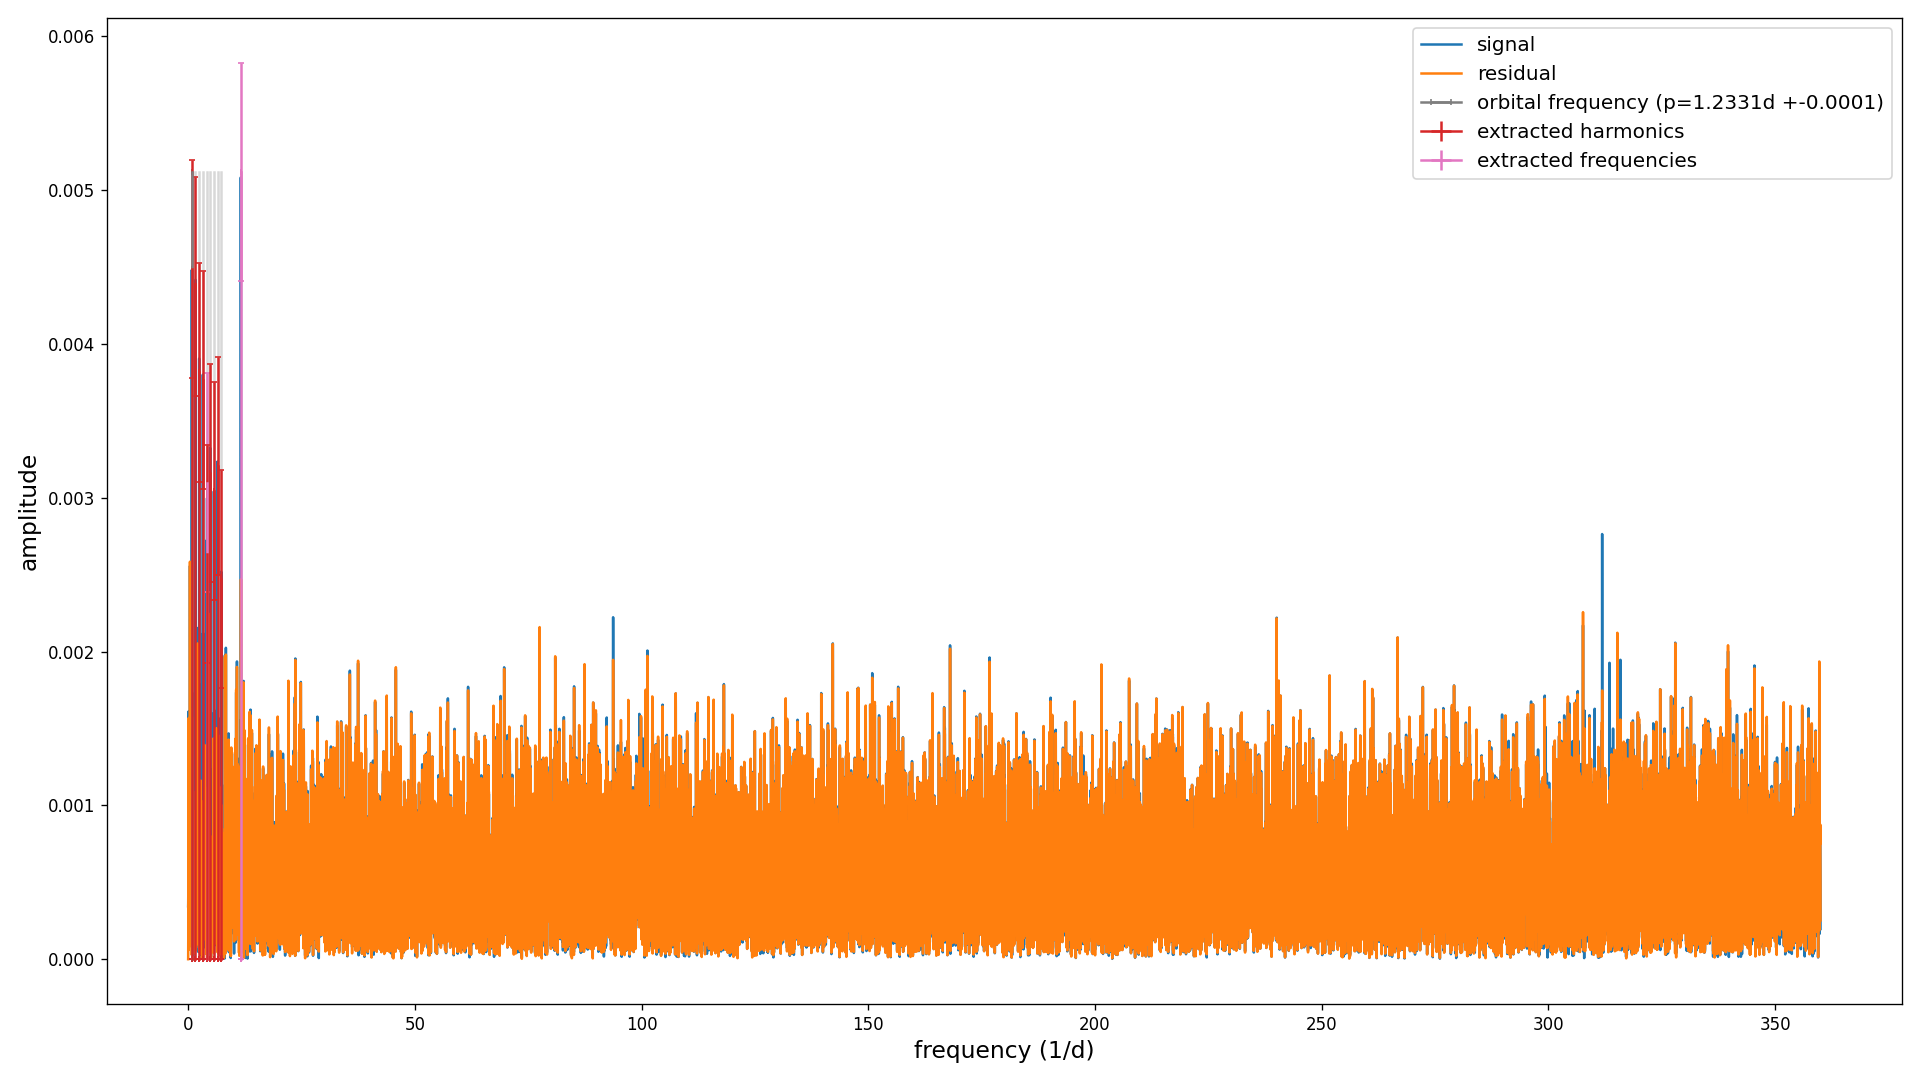 0.006
0.005
0.004
0.003
0.002
0.001
0.000
amplitude
0
50
100
150
200
250
300
350
frequency (1/d)
signal
residual
orbital frequency (p=1.2331d +-0.0001)
extracted harmonics
extracted frequencies